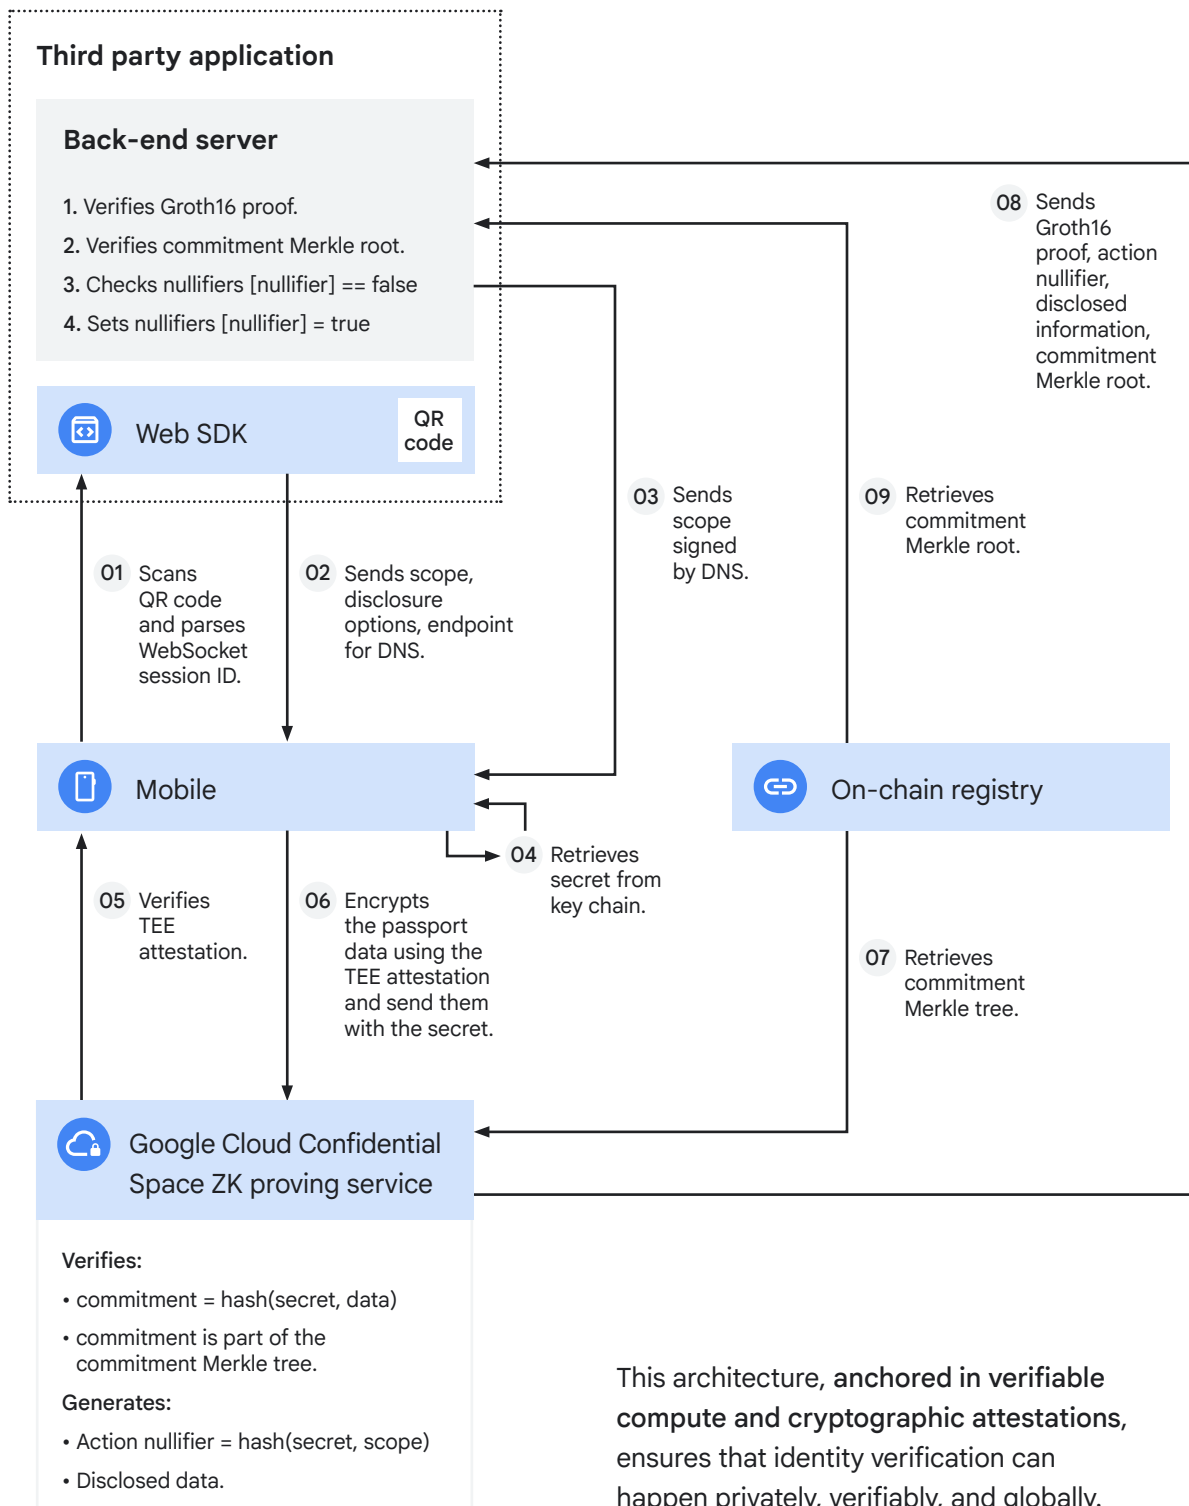 Third party application
Back-end server
1. Verifies Groth16 proof.
2. Verifies commitment Merkle root.
3. Checks nullifiers [nullifier] == false
4. Sets nullifiers [nullifier] = true
Web SDK
QR
code
08 Sends
Groth16
proof, action
nullifier,
disclosed
information,
commitment
Merkle root.
03 Sends
scope
signed
by DNS.
09 Retrieves
commitment
Merkle root.
01 Scans
QR code
and parses
WebSocket
session ID.
02 Sends scope,
disclosure
options, endpoint
for DNS.
Mobile
On-chain registry
04 Retrieves
secret from
key chain.
05 Verifies
TEE
attestation.
06 Encrypts
the passport
data using the
TEE attestation
and send them
with the secret.
07 Retrieves
commitment
Merkle tree.
Google Cloud Confidential
Space ZK proving service
Verifies:
• commitment = hash(secret, data)
• commitment is part of the
commitment Merkle tree.
Generates:
• Action nullifier = hash(secret, scope)
• Disclosed data.
This architecture, anchored in verifiable
compute and cryptographic attestations,
ensures that identity verification can
happen privately, verifiably, and globally.